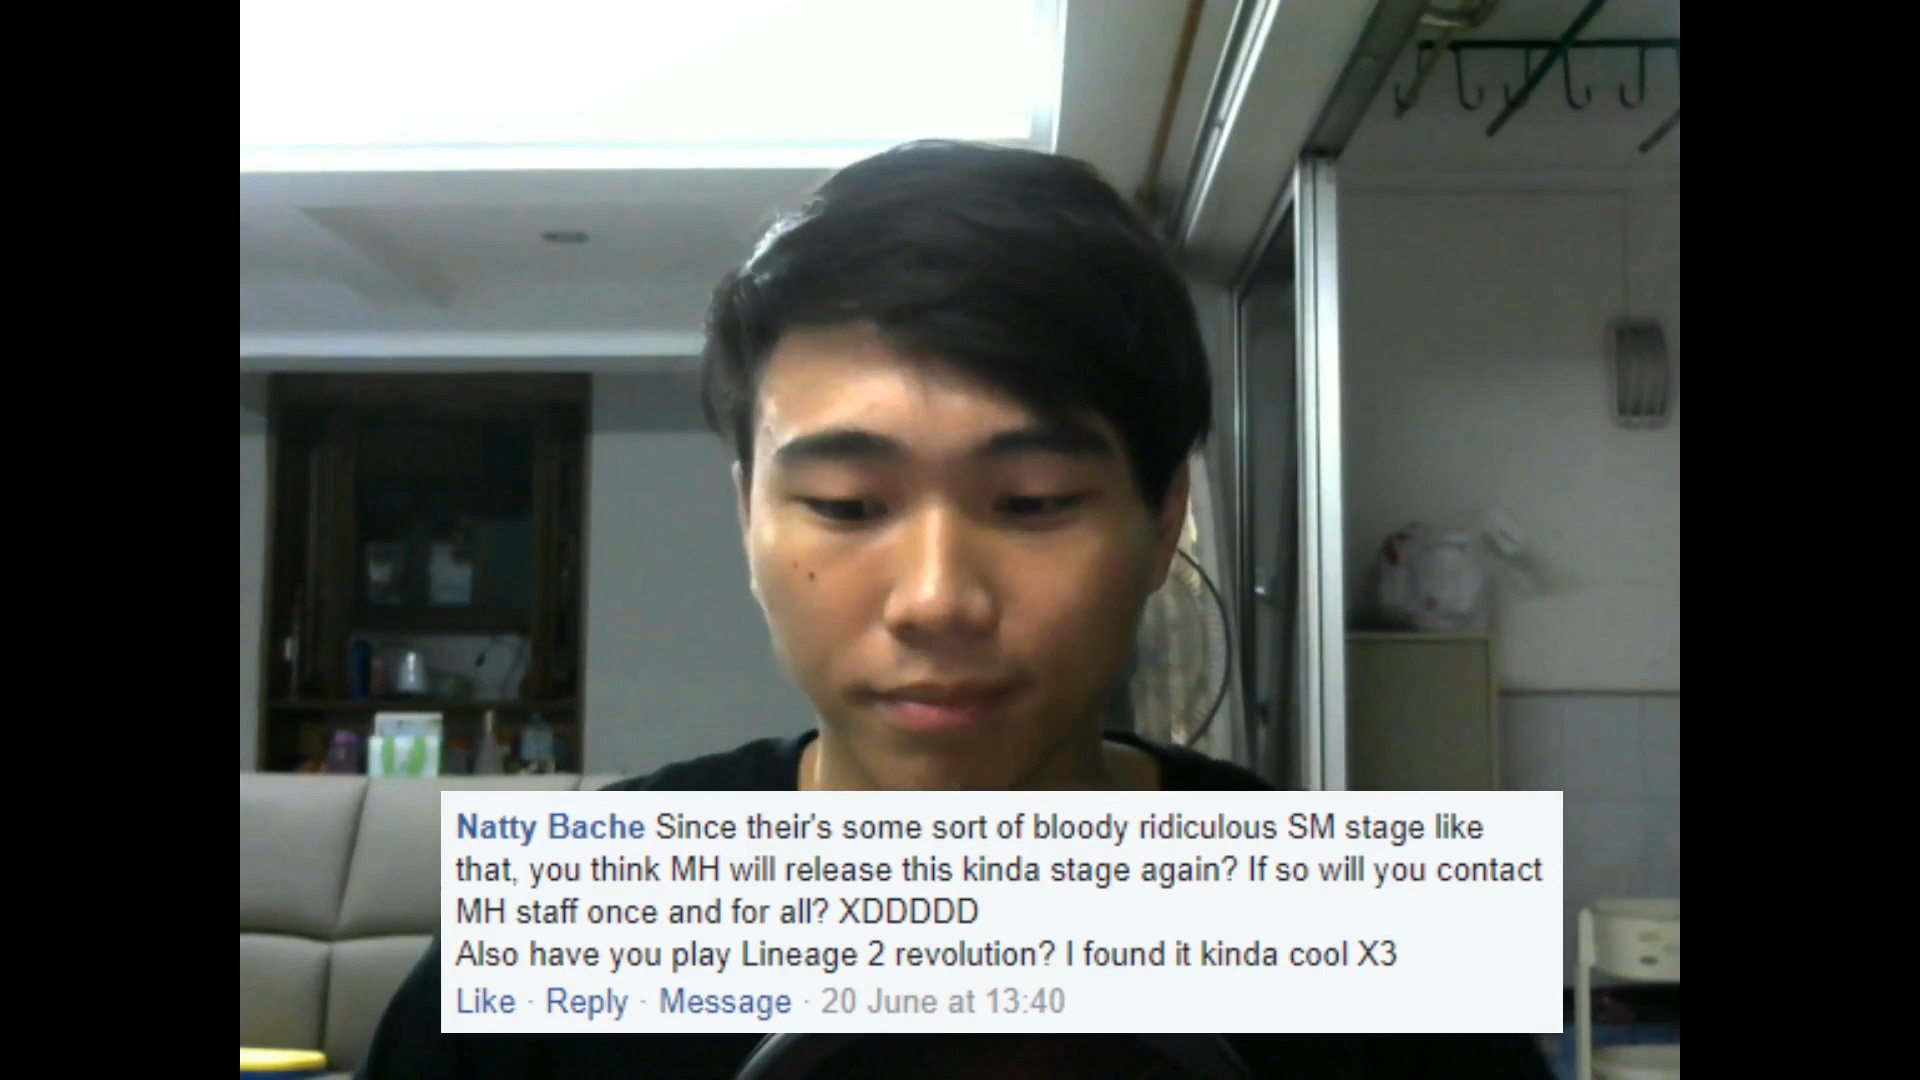 Natty Bache Since their's some sort of bloody ridiculous SM stage like
that, you think MH will release this kinda stage again? If so will you contact
MH staff once and for all? XDDDDD
Also have you play Lineage 2 revolution? I found it kinda cool X3
Like · Reply · Message · 20 June at 13:40